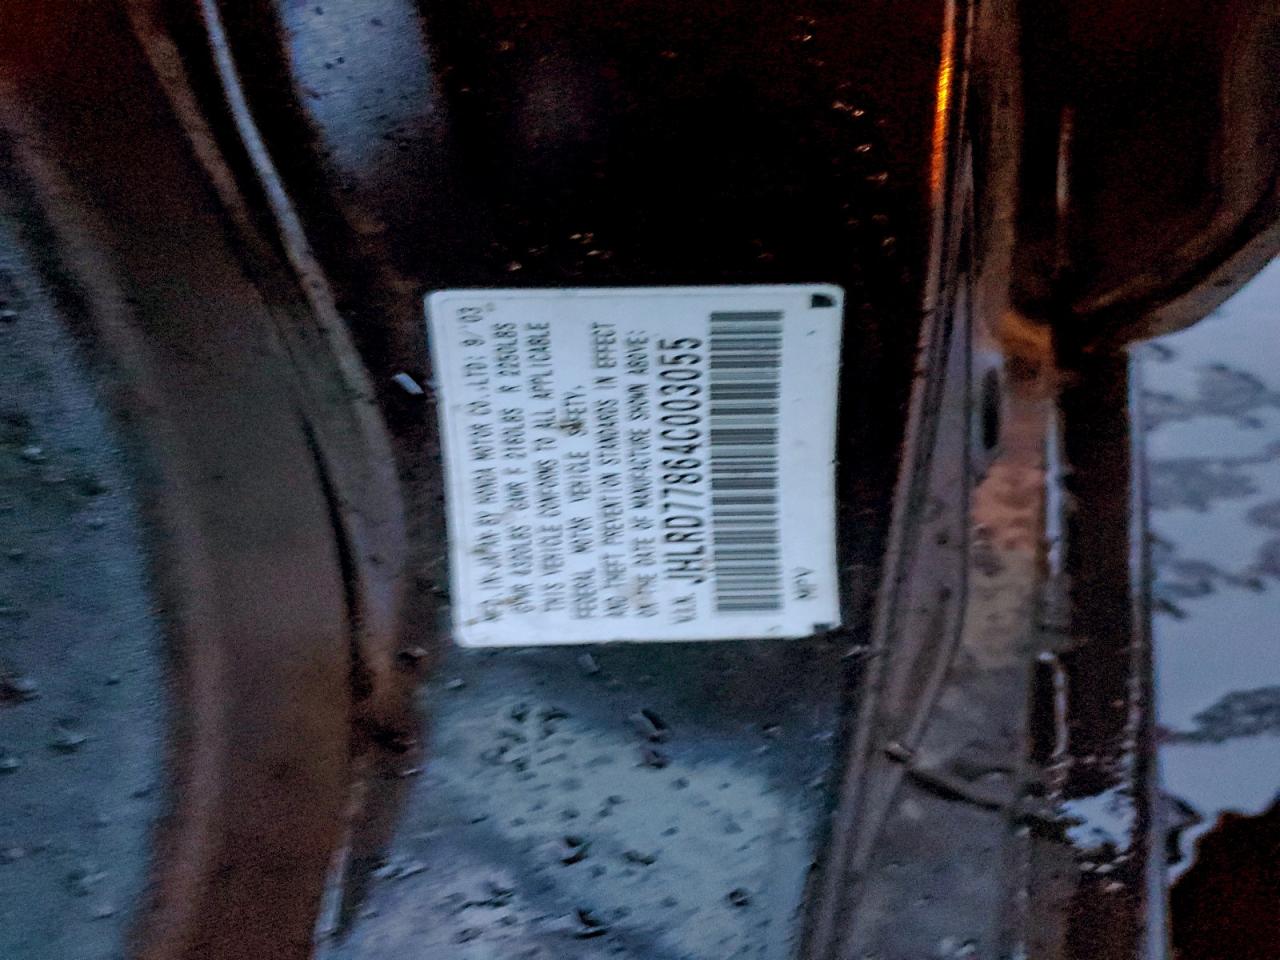 MFD. IN JAPAN BY HONDA MOTOR CO.,LTD; 9/03
GVWR 4390LBS GAWR F 2160LBS R 2250LBS
THIS VEHICLE CONFORMS TO ALL APPLICABLE
FEDERAL MOTOR VEHICLE SAFETY,
AND THEFT PREVENTION STANDARDS IN EFFECT
ON THE DATE OF MANUFACTURE SHOWN ABOVE;
V.I.N. JHLRD77864C003055
MPV